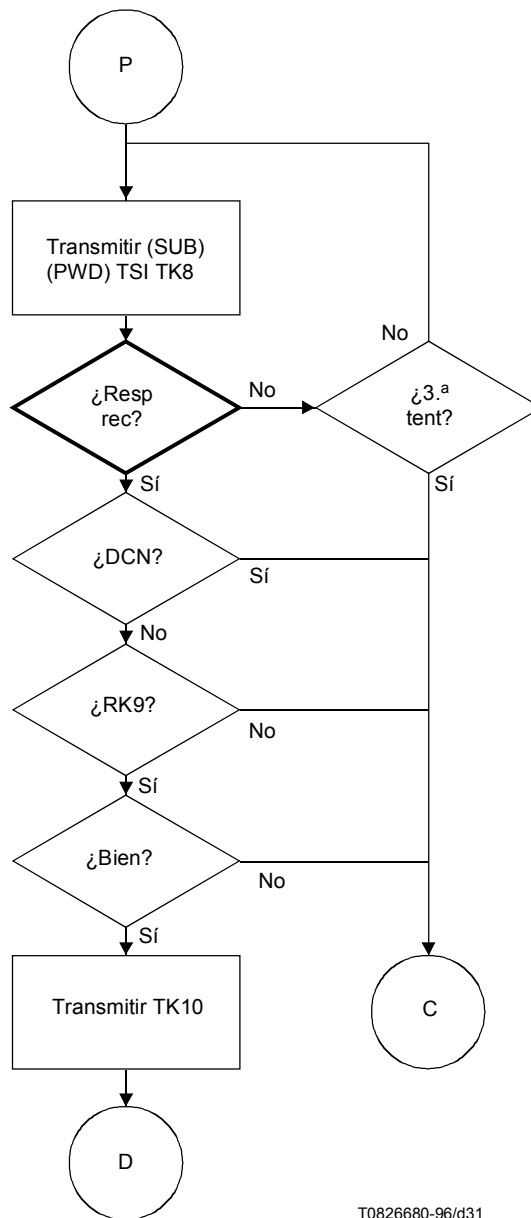 P
Transmitir (SUB)
(PWD) TSI TK8
No
¿Resp
rec?
No
¿3.ª
tent?
Sí
Sí
¿DCN?
Sí
No
¿RK9?
No
Sí
¿Bien?
No
Sí
Transmitir TK10
C
D
T0826680-96/d31